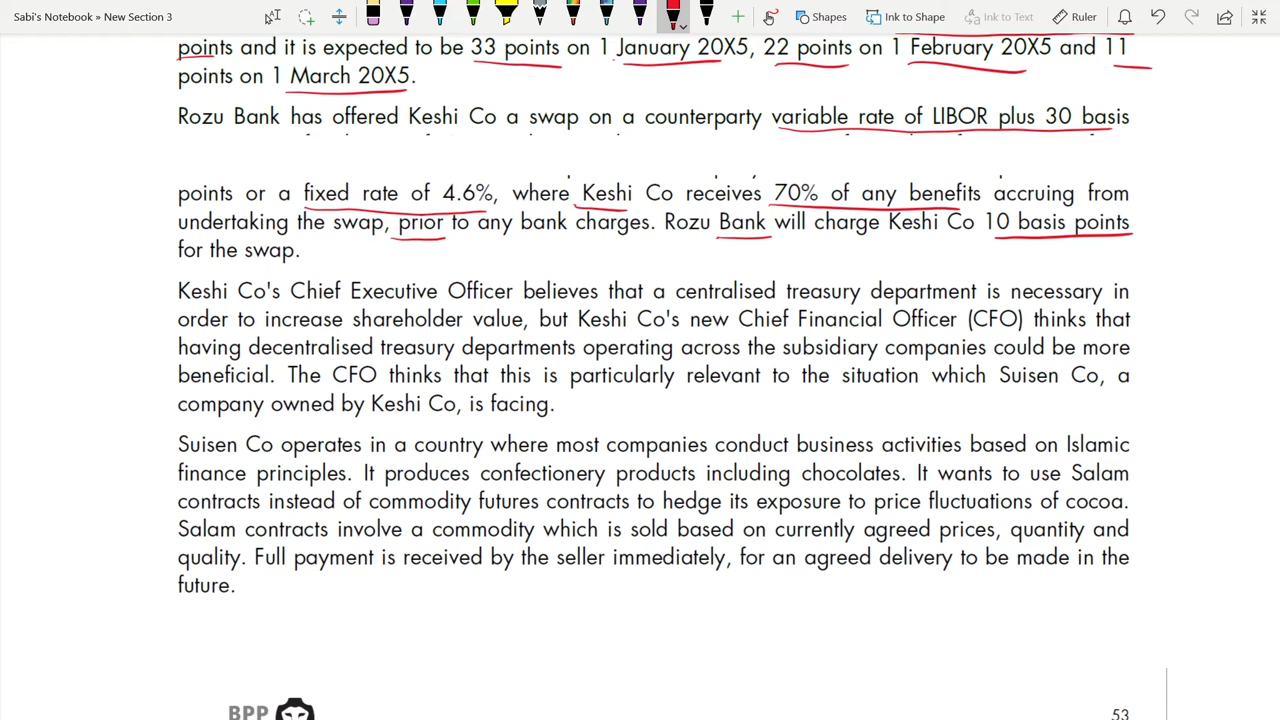 Sabi's Notebook » New Section 3
Shapes
Ink to Shape
Ink to Text
Ruler
points and it is expected to be 33 points on 1 January 20X5, 22 points on 1 February 20X5 and 11
points on 1 March 20X5.
Rozu Bank has offered Keshi Co a swap on a counterparty variable rate of LIBOR plus 30 basis
points or a fixed rate of 4.6%, where Keshi Co receives 70% of any benefits accruing from
undertaking the swap, prior to any bank charges. Rozu Bank will charge Keshi Co 10 basis points
for the swap.
Keshi Co's Chief Executive Officer believes that a centralised treasury department is necessary in
order to increase shareholder value, but Keshi Co's new Chief Financial Officer (CFO) thinks that
having decentralised treasury departments operating across the subsidiary companies could be more
beneficial. The CFO thinks that this is particularly relevant to the situation which Suisen Co, a
company owned by Keshi Co, is facing.
Suisen Co operates in a country where most companies conduct business activities based on Islamic
finance principles. It produces confectionery products including chocolates. It wants to use Salam
contracts instead of commodity futures contracts to hedge its exposure to price fluctuations of cocoa.
Salam contracts involve a commodity which is sold based on currently agreed prices, quantity and
quality. Full payment is received by the seller immediately, for an agreed delivery to be made in the
future.
BPP
53